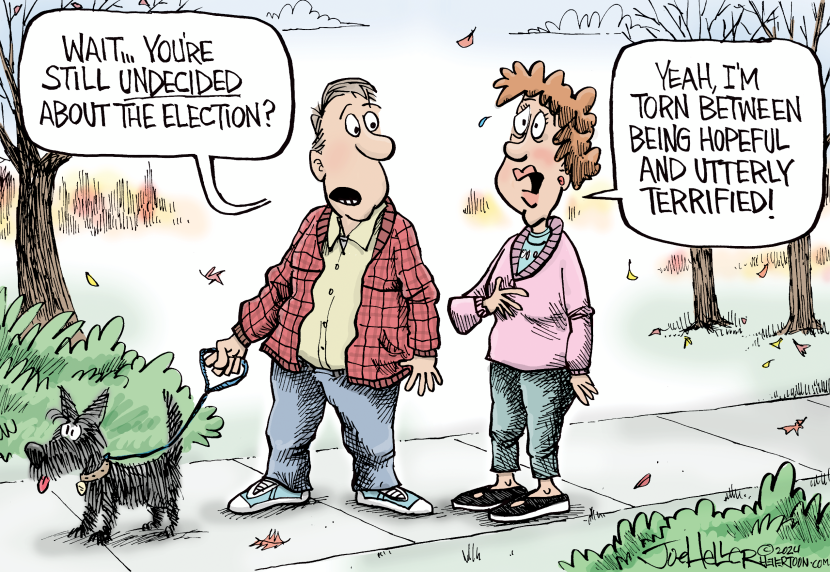 WAIT... YOU'RE
STILL UNDECIDED
ABOUT THE ELECTION?
YEAH, I'M
TORN BETWEEN
BEING HOPEFUL
AND UTTERLY
TERRIFIED!
JOE HELLER © 2024
HELLERTOON.COM